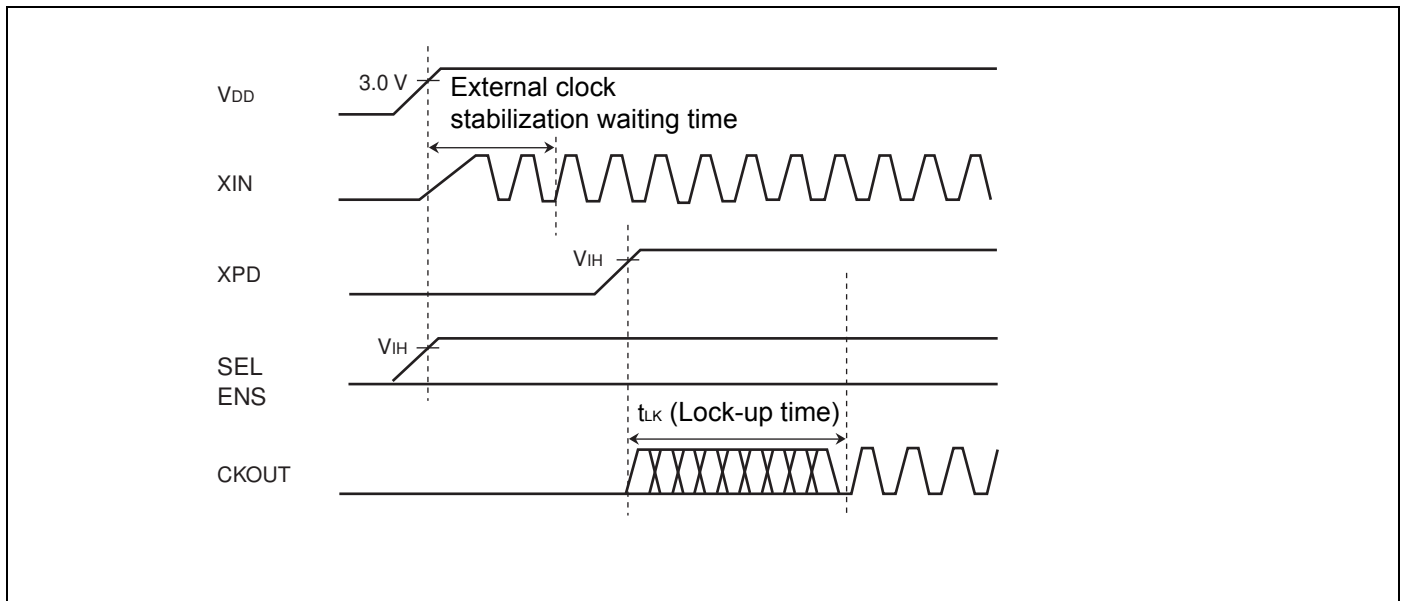 VDD
3.0 V
External clock
stabilization waiting time
XIN
XPD
VIH
SEL
ENS
VIH
tLK (Lock-up time)
CKOUT